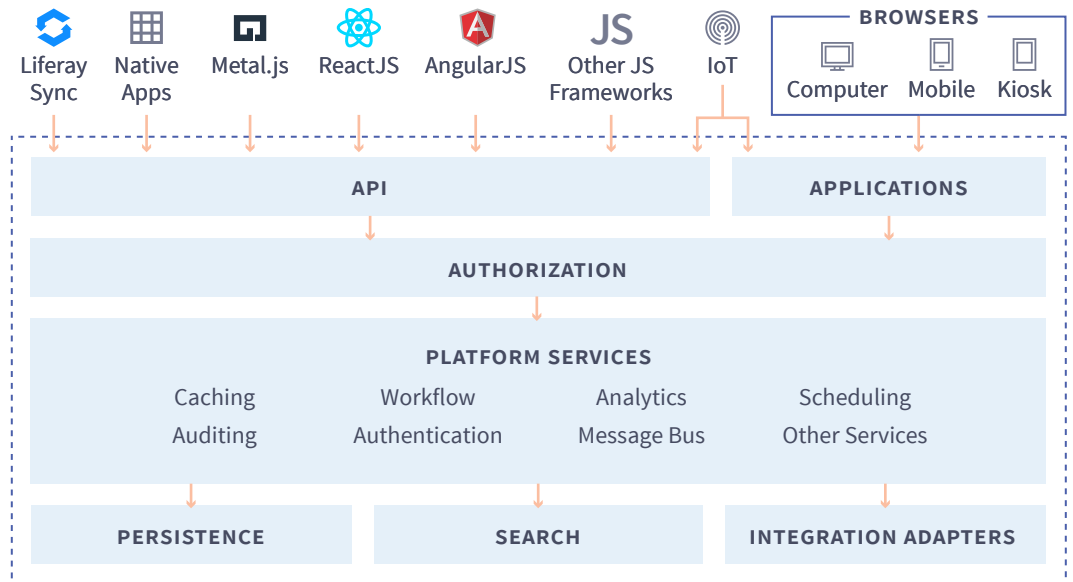 BROWSERS
JS
Liferay Sync
Native Apps
Metal.js
ReactJS
AngularJS
Other JS Frameworks
IoT
Computer
Mobile
Kiosk
API
APPLICATIONS
AUTHORIZATION
PLATFORM SERVICES
Caching
Workflow
Analytics
Scheduling
Auditing
Authentication
Message Bus
Other Services
PERSISTENCE
SEARCH
INTEGRATION ADAPTERS